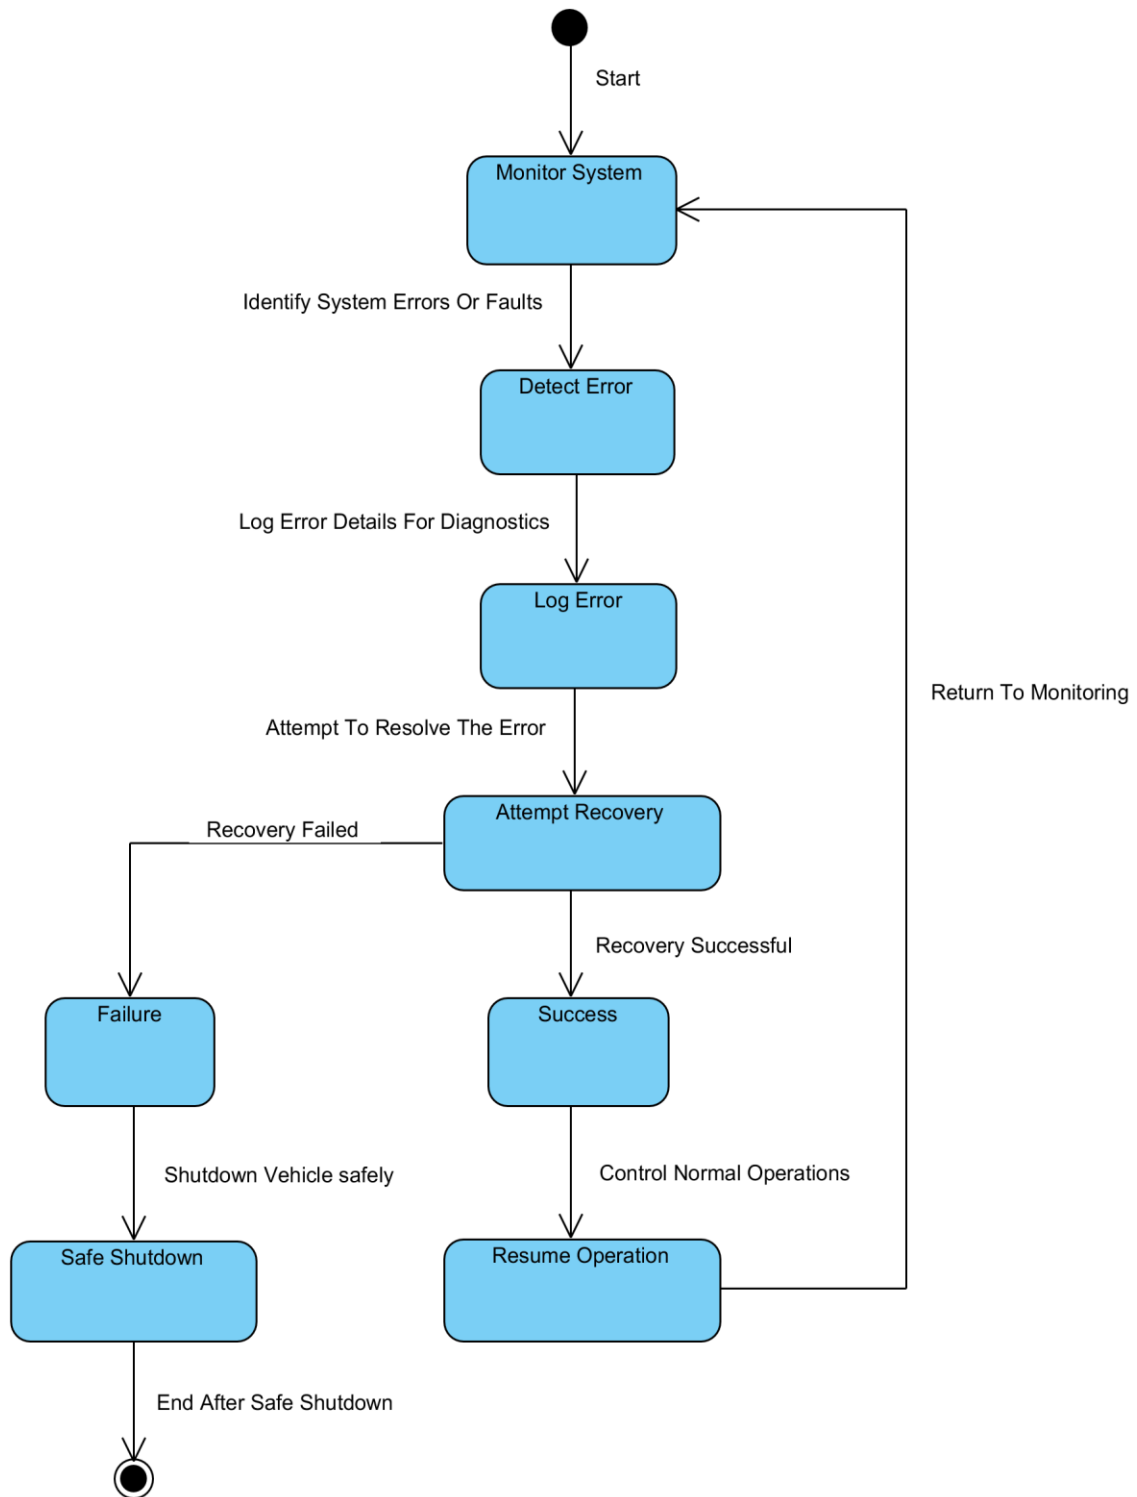 Start
Monitor System
Identify System Errors Or Faults
Detect Error
Log Error Details For Diagnostics
Log Error
Return To Monitoring
Attempt To Resolve The Error
Attempt Recovery
Recovery Failed
Recovery Successful
Failure
Success
Shutdown Vehicle safely
Control Normal Operations
Safe Shutdown
Resume Operation
End After Safe Shutdown